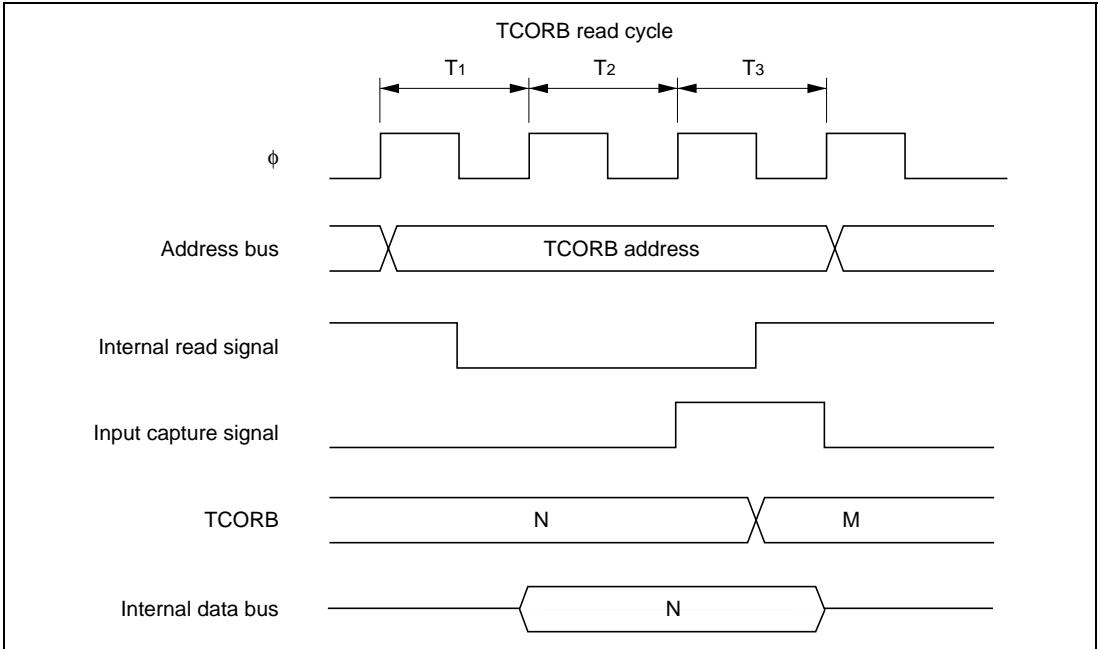 TCORB read cycle
T1 T2 T3
ϕ
Address bus TCORB address
Internal read signal
Input capture signal
TCORB N M
Internal data bus N